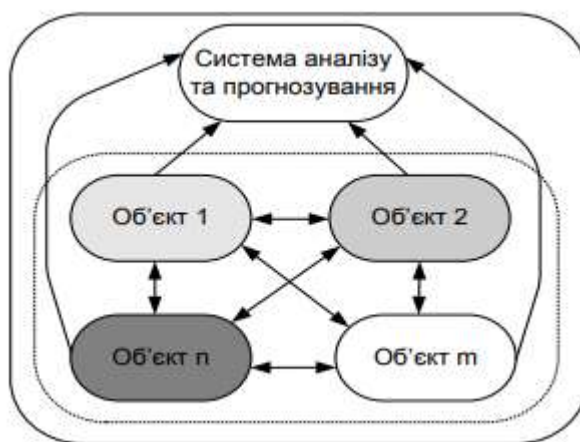 Система аналізу
та прогнозування
Об’єкт 1
Об’єкт 2
Об’єкт n
Об’єкт m